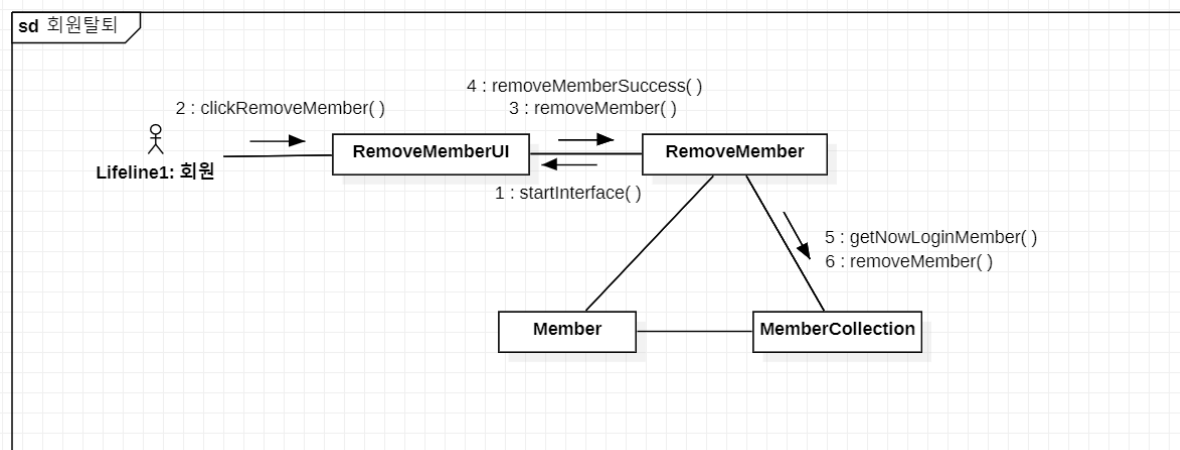 sd 회원탈퇴
4 : removeMemberSuccess( )
2 : clickRemoveMember( )
3 : removeMember( )
RemoveMemberUI
RemoveMember
Lifeline1: 회원
1 : startInterface( )
5 : getNowLoginMember( )
6 : removeMember( )
Member
MemberCollection